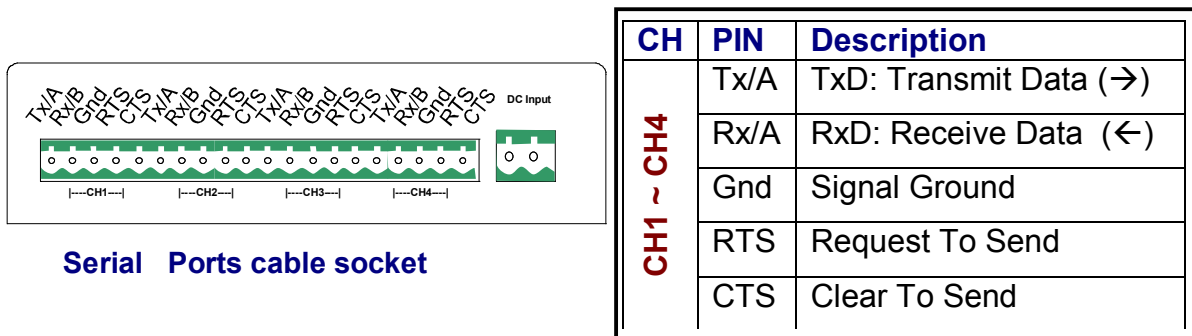 Tx/A Rx/B Gnd RTS CTS Tx/A Rx/B Gnd RTS CTS Tx/A Rx/B Gnd RTS CTS Tx/A Rx/B Gnd RTS CTS
DC Input
|----CH1----| |----CH2----| |----CH3----| |----CH4----|
Serial Ports cable socket
CH PIN Description
CH1 ~ CH4
Tx/A TxD: Transmit Data (→)
Rx/A RxD: Receive Data (←)
Gnd Signal Ground
RTS Request To Send
CTS Clear To Send